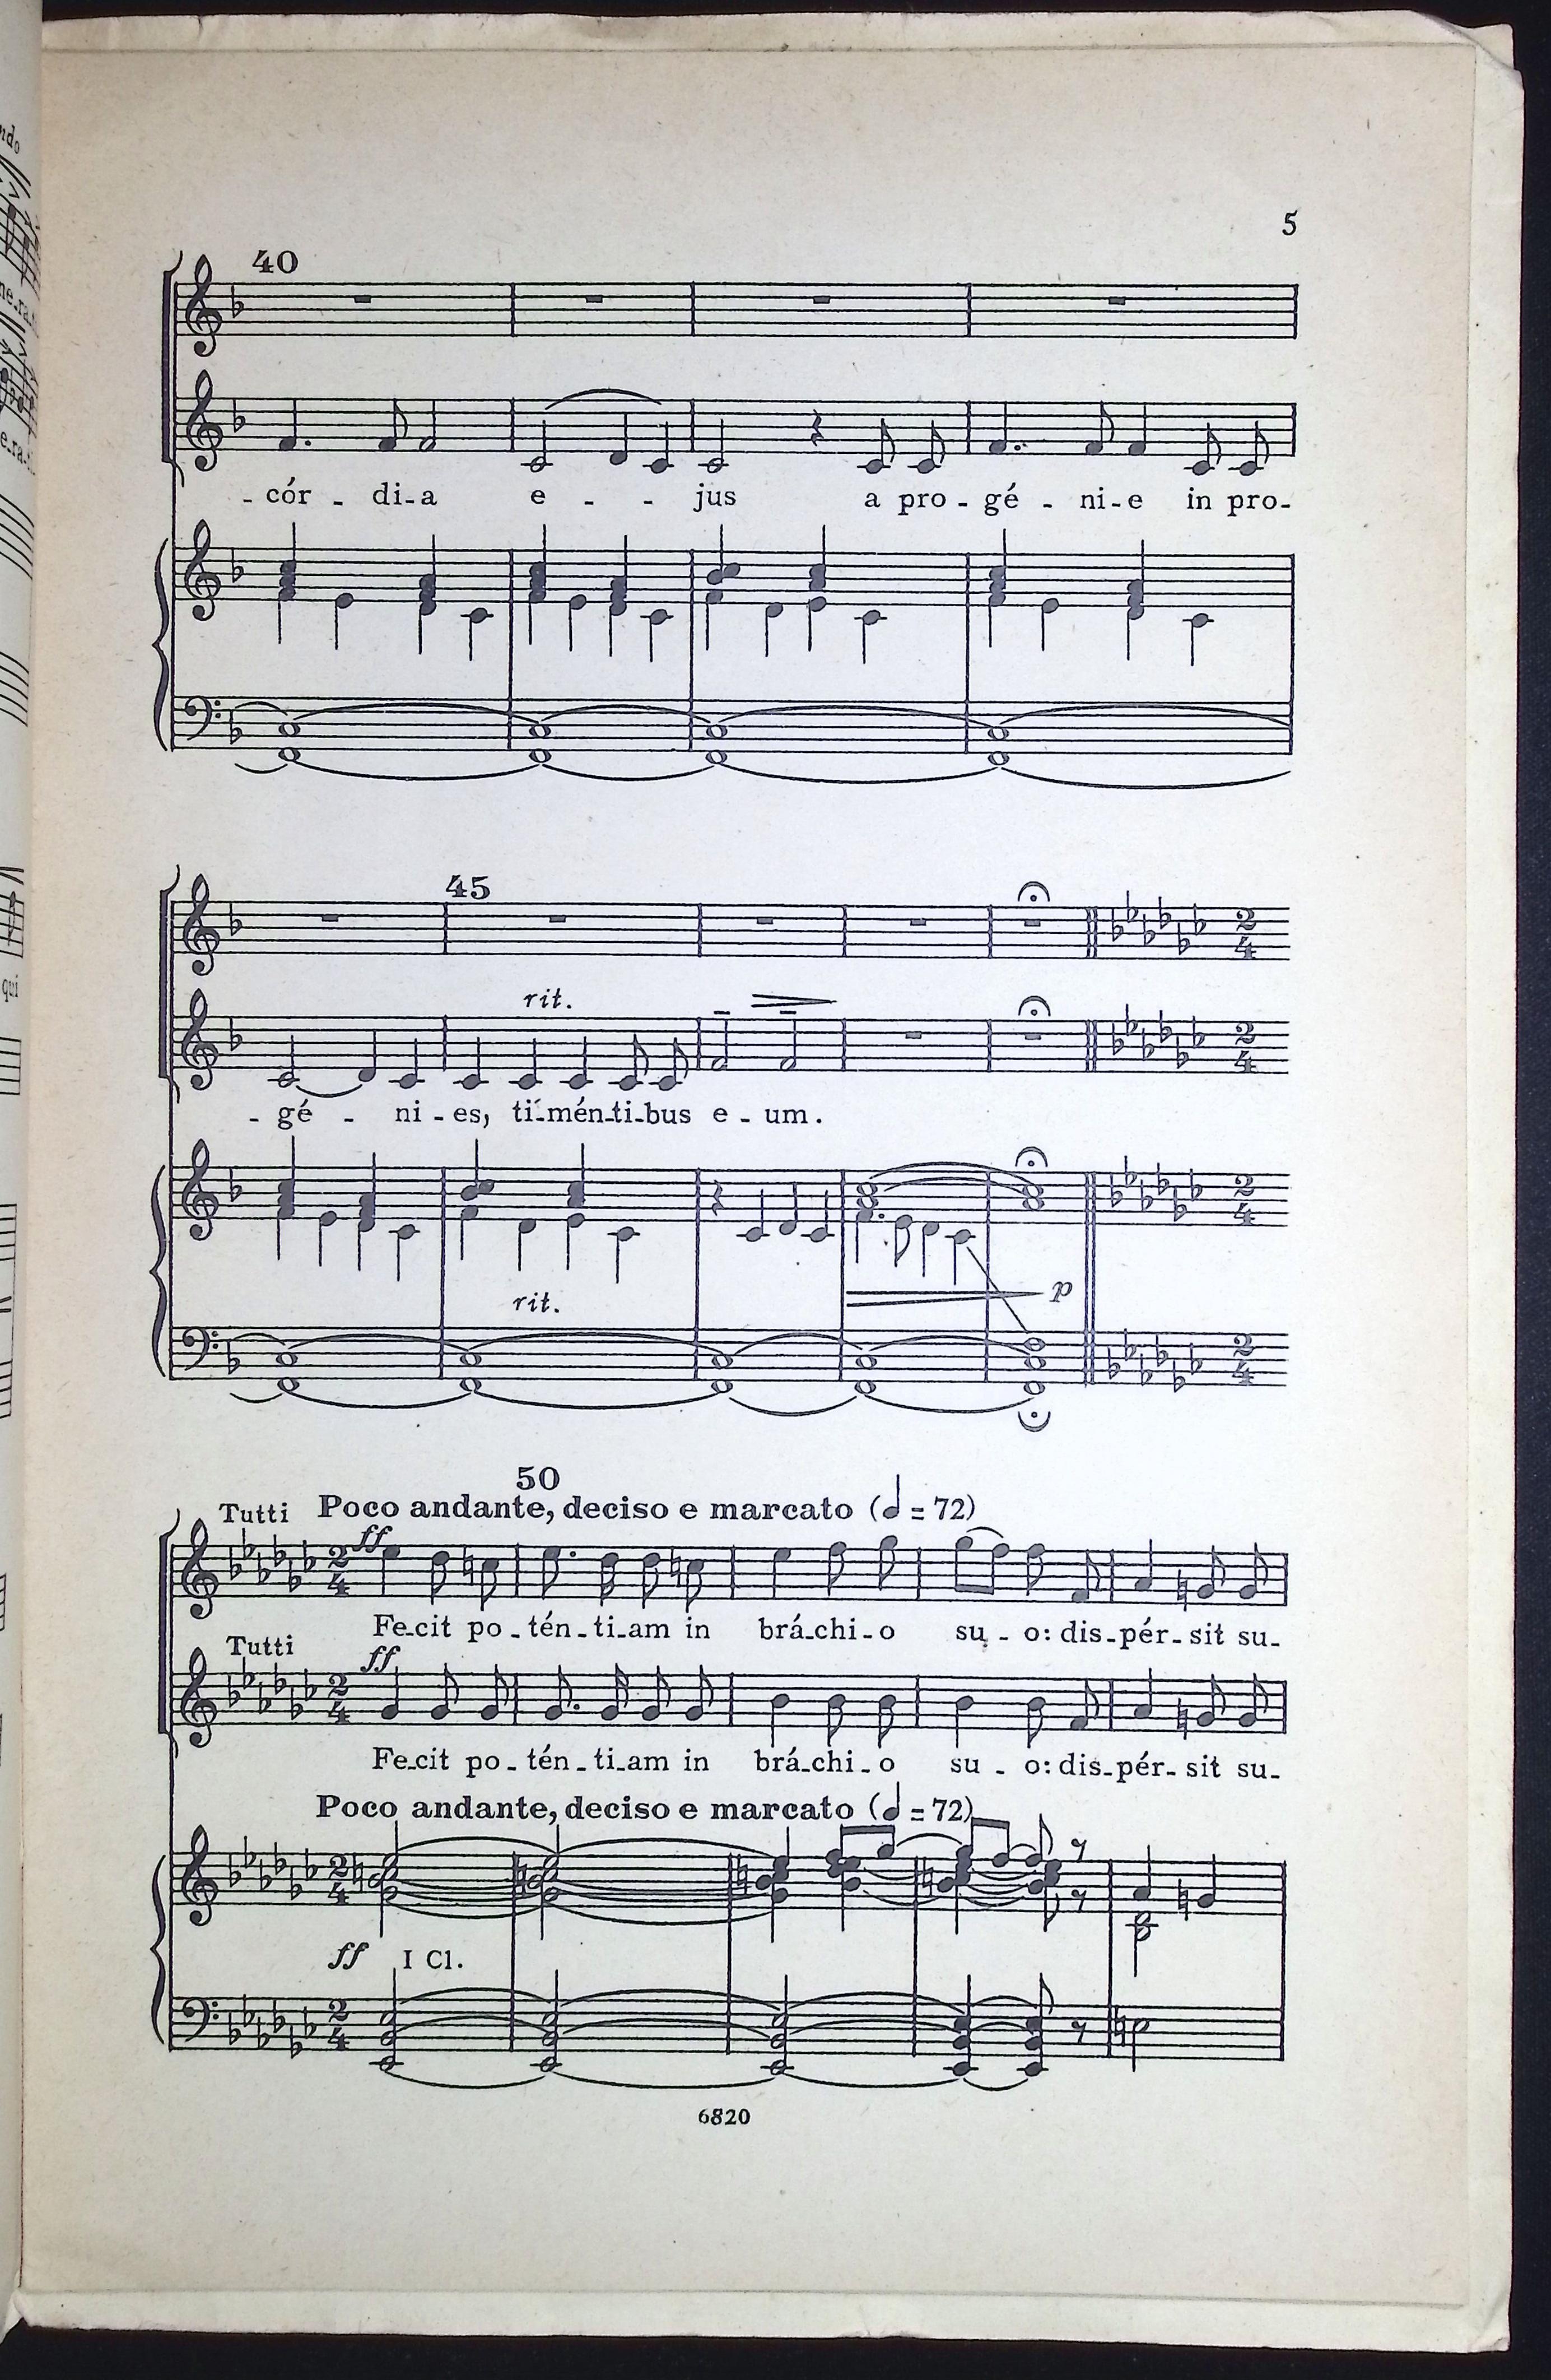 5
40
- cór - di-a e - - jus a pro - gé - ni-e in pro-
45
rit.
- gé - ni - es, ti-mén-ti-bus e - um.
rit.
p
50
Tutti Poco andante, deciso e marcato (𝅗𝅥 = 72)
ff
Fe-cit po - tén - ti-am in brá-chi-o su - o: dis-pér-sit su-
Tutti
ff
Fe-cit po - tén - ti-am in brá-chi-o su - o: dis-pér-sit su-
Poco andante, deciso e marcato (𝅗𝅥 = 72)
ff I Cl.
6820